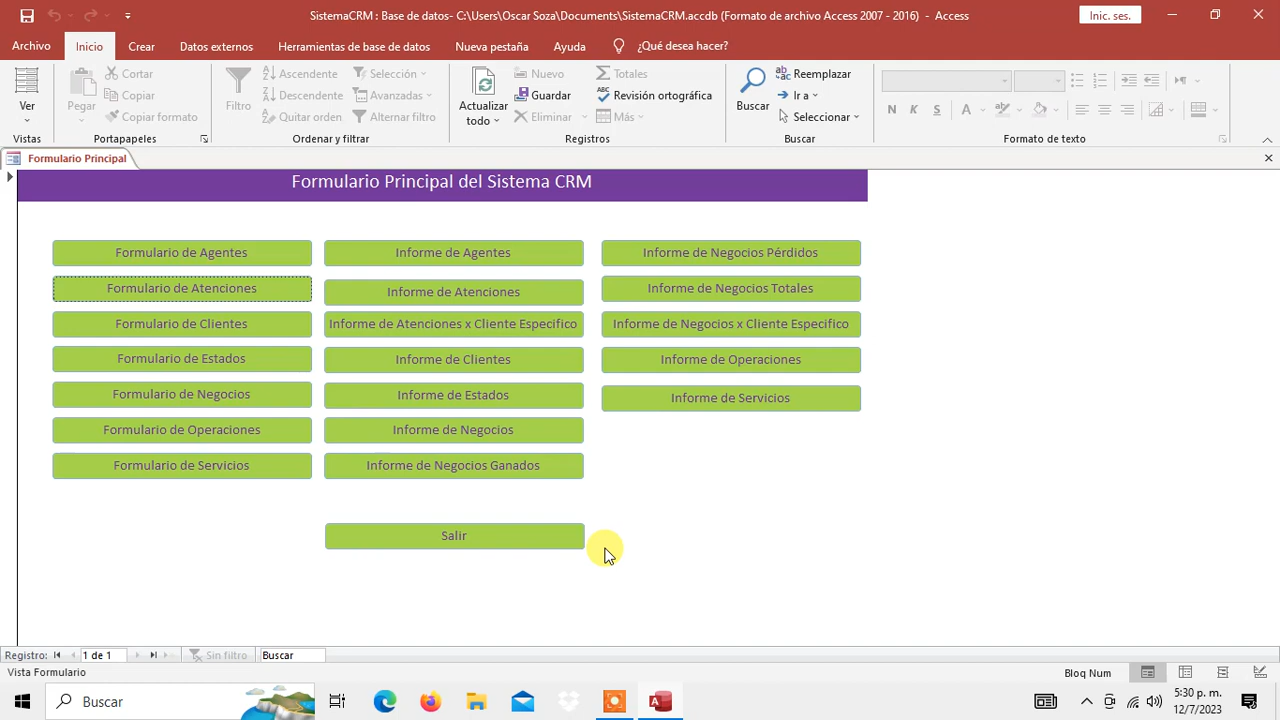 SistemaCRM : Base de datos- C:\Users\Oscar Soza\Documents\SistemaCRM.accdb (Formato de archivo Access 2007 - 2016) - Access
Inic. ses.
Archivo Inicio Crear Datos externos Herramientas de base de datos Nueva pestaña Ayuda ¿Qué desea hacer?
Ver
Vistas
Pegar
Cortar
Copiar
Copiar formato
Portapapeles
Filtro
Ascendente
Descendente
Quitar orden
Selección
Avanzadas
Alternar filtro
Ordenar y filtrar
Actualizar
todo
Nuevo
Guardar
Eliminar
Totales
Revisión ortográfica
Más
Registros
Buscar
Reemplazar
Ir a
Seleccionar
Buscar
N K S A
Formato de texto
Formulario Principal
Formulario Principal del Sistema CRM
Formulario de Agentes
Formulario de Atenciones
Formulario de Clientes
Formulario de Estados
Formulario de Negocios
Formulario de Operaciones
Formulario de Servicios
Informe de Agentes
Informe de Atenciones
Informe de Atenciones x Cliente Especifico
Informe de Clientes
Informe de Estados
Informe de Negocios
Informe de Negocios Ganados
Informe de Negocios Pérdidos
Informe de Negocios Totales
Informe de Negocios x Cliente Especifico
Informe de Operaciones
Informe de Servicios
Salir
Registro: 1 de 1 Sin filtro Buscar
Vista Formulario
Bloq Num
Buscar
5:30 p. m.
12/7/2023